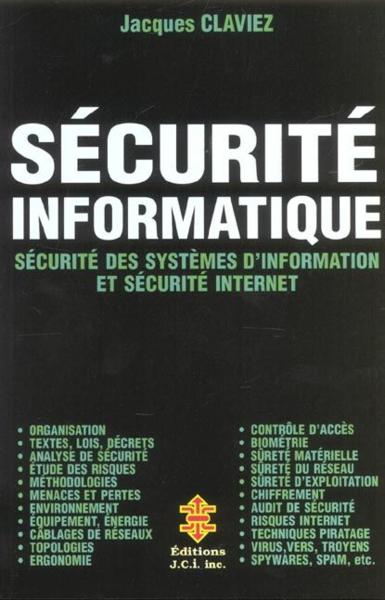 Jacques CLAVIEZ
SÉCURITÉ
INFORMATIQUE
SÉCURITÉ DES SYSTÈMES D'INFORMATION
ET SÉCURITÉ INTERNET
• ORGANISATION
• TEXTES, LOIS, DÉCRETS
• ANALYSE DE SÉCURITÉ
• ÉTUDE DES RISQUES
• MÉTHODOLOGIES
• MENACES ET PERTES
• ENVIRONNEMENT
• ÉQUIPEMENT, ÉNERGIE
• CÂBLAGES DE RÉSEAUX
• TOPOLOGIES
• ERGONOMIE
• CONTRÔLE D'ACCÈS
• BIOMÉTRIE
• SÛRETÉ MATÉRIELLE
• SÛRETÉ DU RÉSEAU
• SÛRETÉ D'EXPLOITATION
• CHIFFREMENT
• AUDIT DE SÉCURITÉ
• RISQUES INTERNET
• TECHNIQUES PIRATAGE
• VIRUS,VERS, TROYENS
• SPYWARES, SPAM, etc.
Éditions
J.C.i. inc.